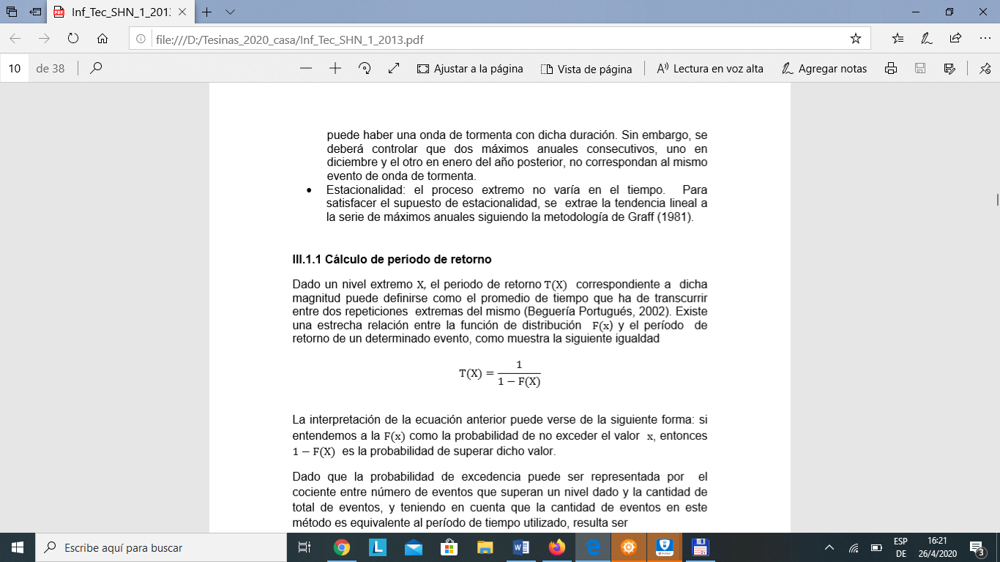 Inf_Tec_SHN_1_201
file:///D:/Tesinas_2020_casa/Inf_Tec_SHN_1_2013.pdf
10 de 38
Ajustar a la página
Vista de página
Lectura en voz alta
Agregar notas
puede haber una onda de tormenta con dicha duración. Sin embargo, se
deberá controlar que dos máximos anuales consecutivos, uno en
diciembre y el otro en enero del año posterior, no correspondan al mismo
evento de onda de tormenta.
• Estacionalidad: el proceso extremo no varía en el tiempo. Para
satisfacer el supuesto de estacionalidad, se extrae la tendencia lineal a
la serie de máximos anuales siguiendo la metodología de Graff (1981).
III.1.1 Cálculo de período de retorno
Dado un nivel extremo X, el periodo de retorno T(X) correspondiente a dicha
magnitud puede definirse como el promedio de tiempo que ha de transcurrir
entre dos repeticiones extremas del mismo (Beguería Portugués, 2002). Existe
una estrecha relación entre la función de distribución F(x) y el período de
retorno de un determinado evento, como muestra la siguiente igualdad
T(X) = 1 / (1 − F(X))
La interpretación de la ecuación anterior puede verse de la siguiente forma: si
entendemos a la F(x) como la probabilidad de no exceder el valor x, entonces
1 − F(X) es la probabilidad de superar dicho valor.
Dado que la probabilidad de excedencia puede ser representada por el
cociente entre número de eventos que superan un nivel dado y la cantidad de
total de eventos, y teniendo en cuenta que la cantidad de eventos en este
método es equivalente al período de tiempo utilizado, resulta ser
Escribe aquí para buscar
ESP
DE
16:21
26/4/2020
3